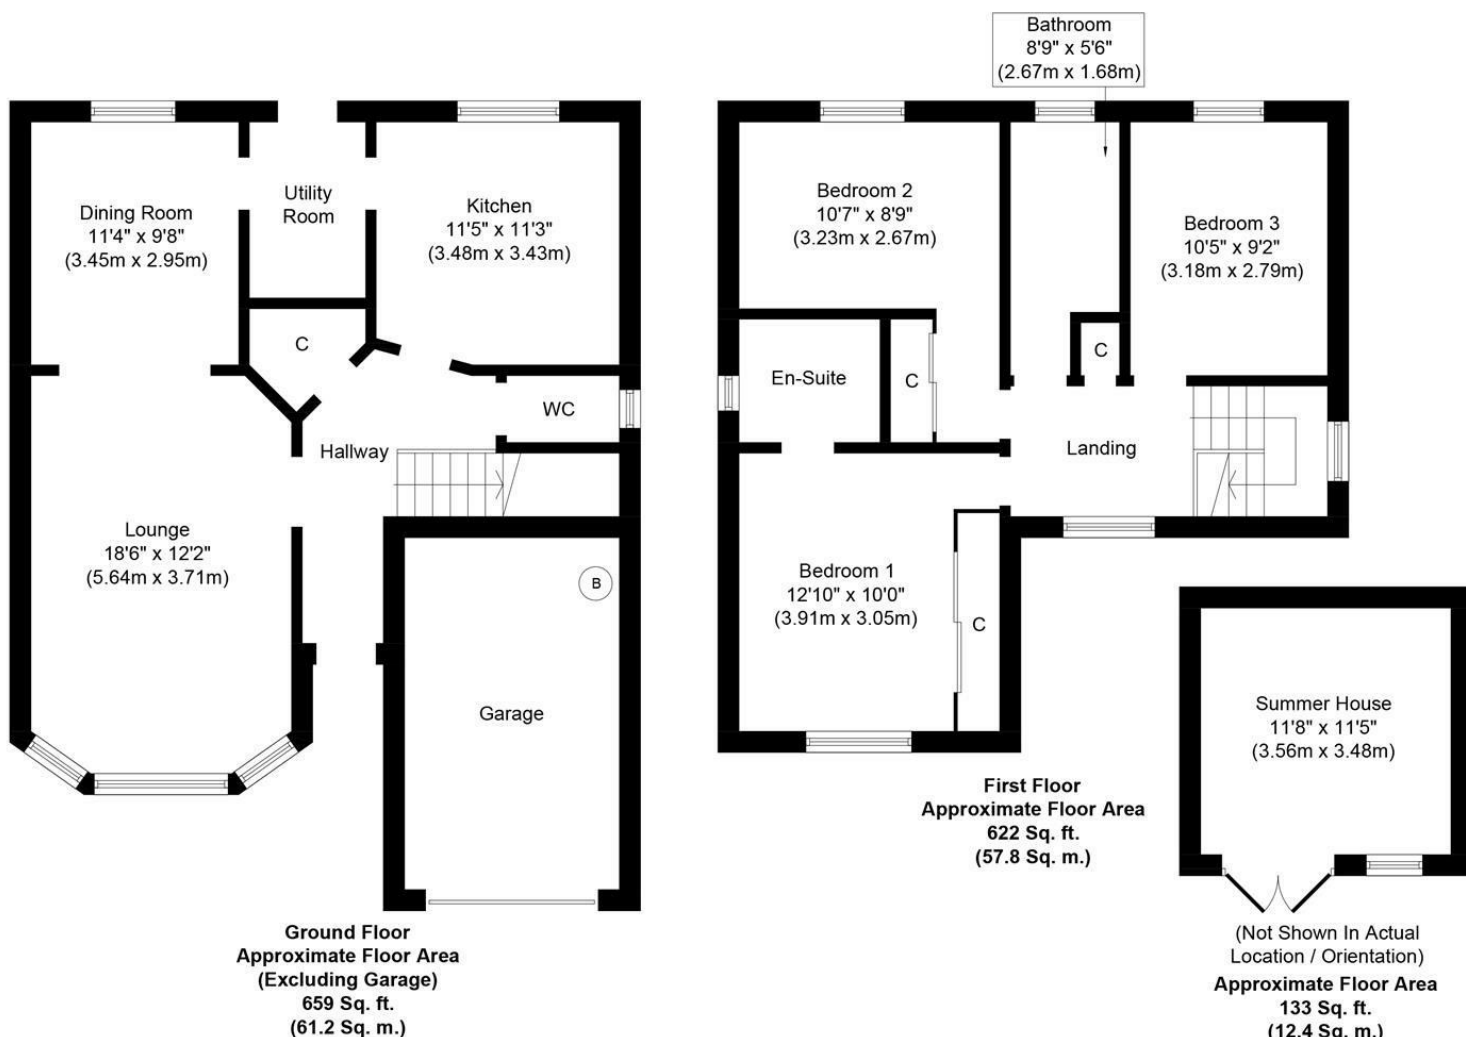 Bathroom
8'9" x 5'6"
(2.67m x 1.68m)
Dining Room
11'4" x 9'8"
(3.45m x 2.95m)
Utility
Room
Kitchen
11'5" x 11'3"
(3.48m x 3.43m)
C
WC
Hallway
Lounge
18'6" x 12'2"
(5.64m x 3.71m)
B
Garage
Ground Floor
Approximate Floor Area
(Excluding Garage)
659 Sq. ft.
(61.2 Sq. m.)
Bedroom 2
10'7" x 8'9"
(3.23m x 2.67m)
Bedroom 3
10'5" x 9'2"
(3.18m x 2.79m)
En-Suite
C
C
Landing
Bedroom 1
12'10" x 10'0"
(3.91m x 3.05m)
C
First Floor
Approximate Floor Area
622 Sq. ft.
(57.8 Sq. m.)
Summer House
11'8" x 11'5"
(3.56m x 3.48m)
(Not Shown In Actual
Location / Orientation)
Approximate Floor Area
133 Sq. ft.
(12.4 Sq. m.)